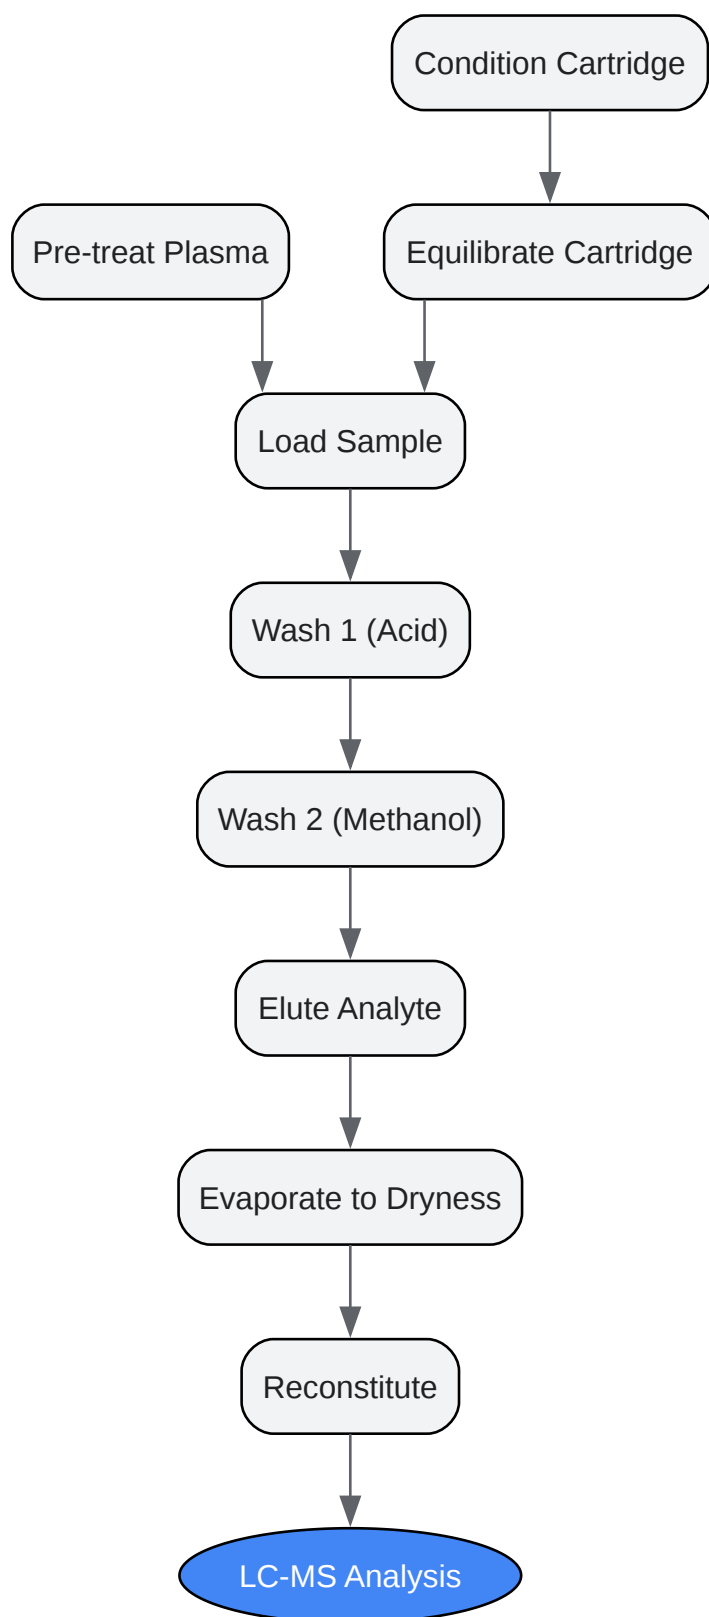 Condition Cartridge
Pre-treat Plasma
Equilibrate Cartridge
Load Sample
Wash 1 (Acid)
Wash 2 (Methanol)
Elute Analyte
Evaporate to Dryness
Reconstitute
LC-MS Analysis